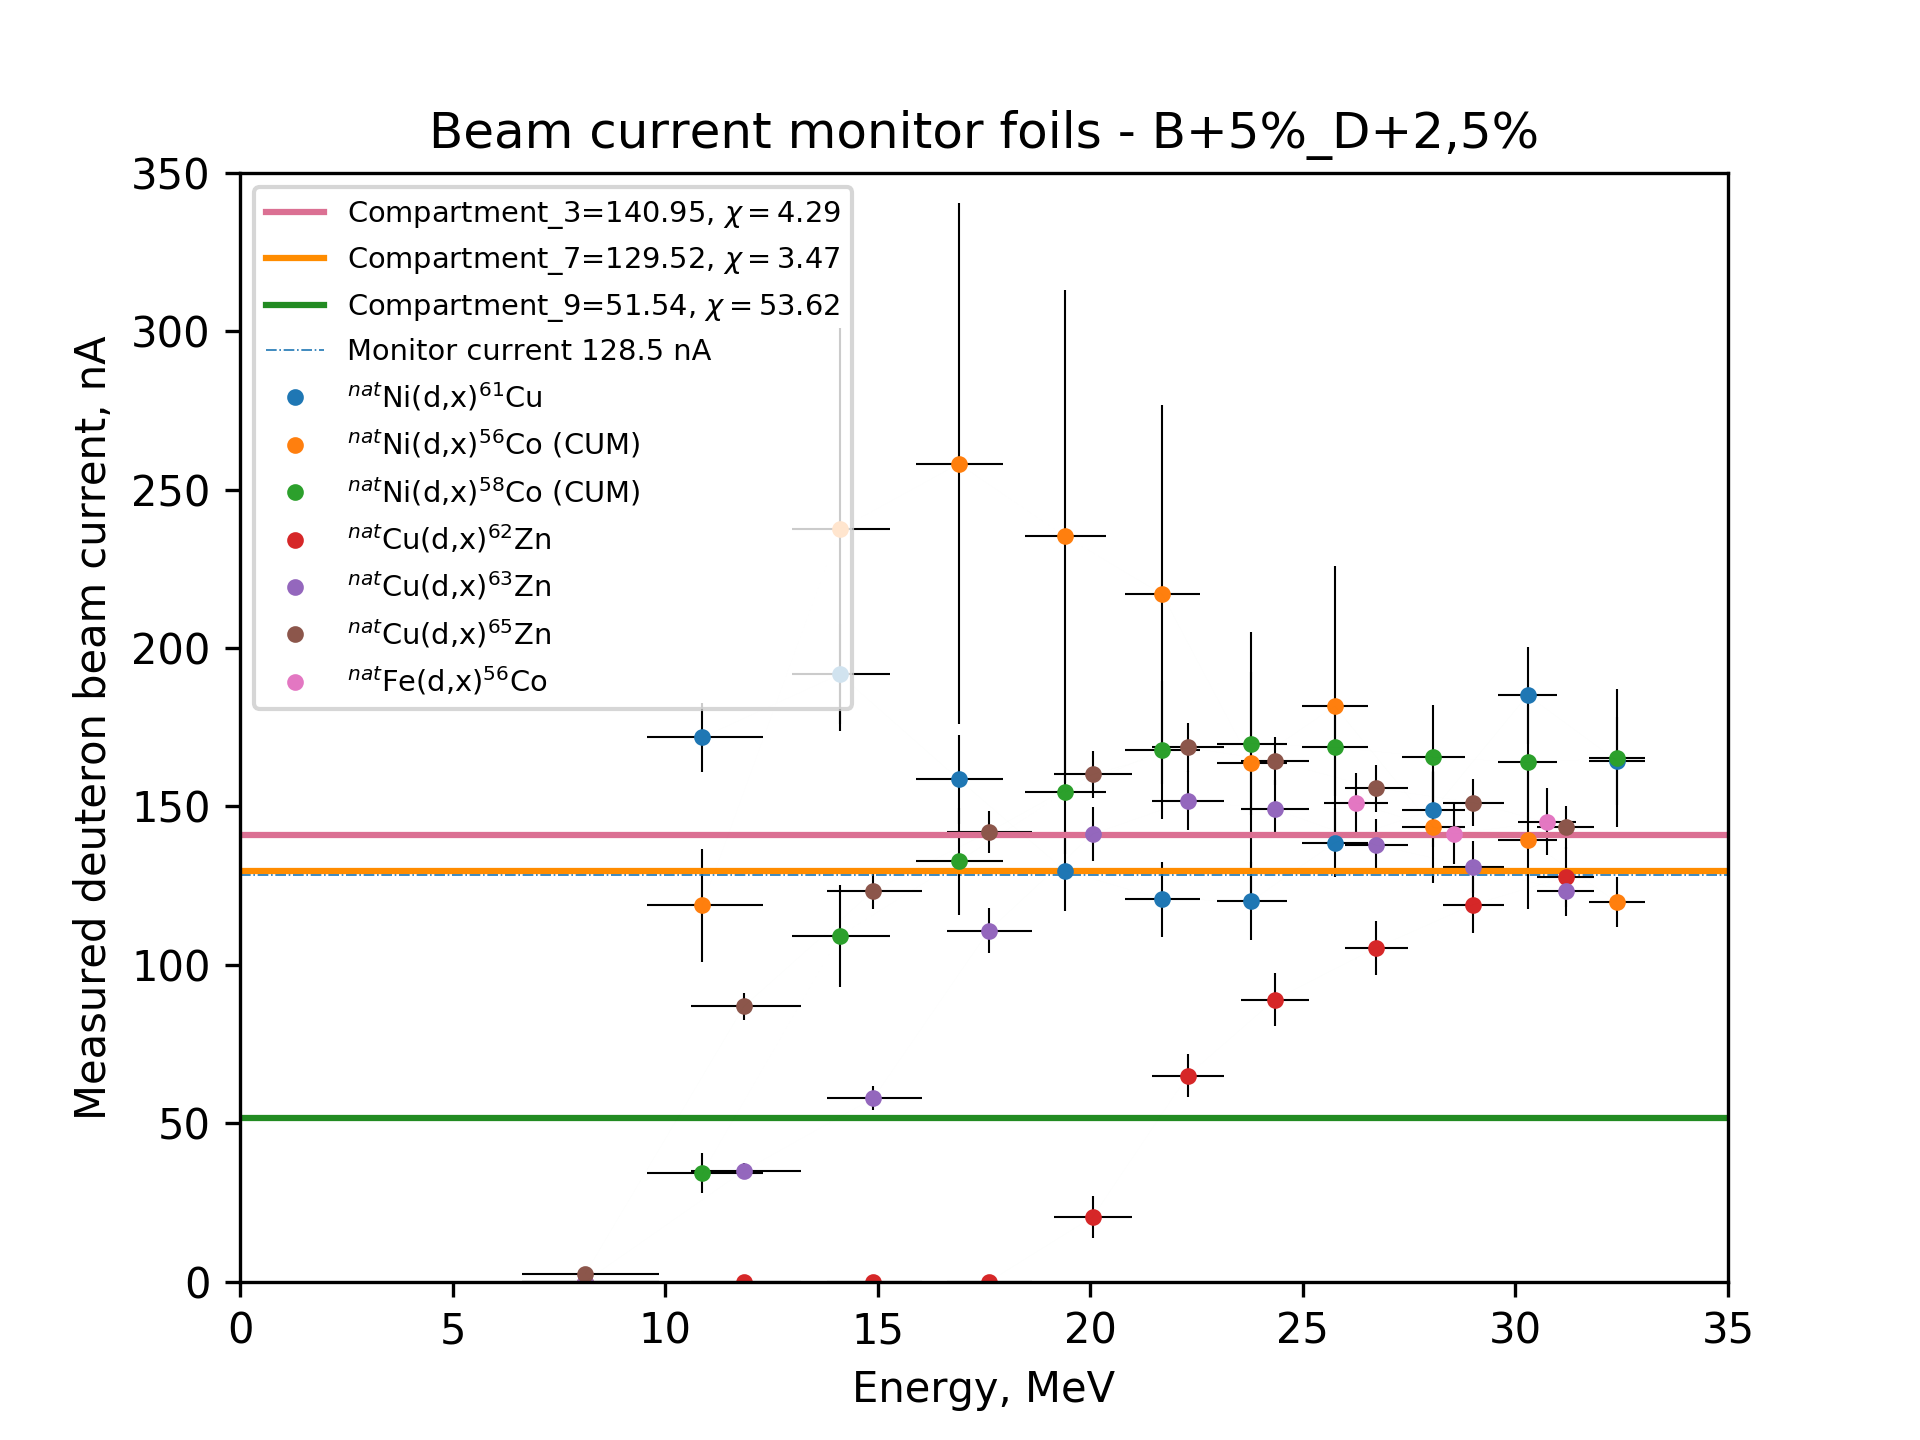 Beam current monitor foils - B+5%_D+2,5%
350
300
250
200
150
100
50
0
Measured deuteron beam current, nA
Compartment_3=140.95, χ = 4.29
Compartment_7=129.52, χ = 3.47
Compartment_9=51.54, χ = 53.62
Monitor current 128.5 nA
natNi(d,x)61Cu
natNi(d,x)56Co (CUM)
natNi(d,x)58Co (CUM)
natCu(d,x)62Zn
natCu(d,x)63Zn
natCu(d,x)65Zn
natFe(d,x)56Co
0 5 10 15 20 25 30 35
Energy, MeV